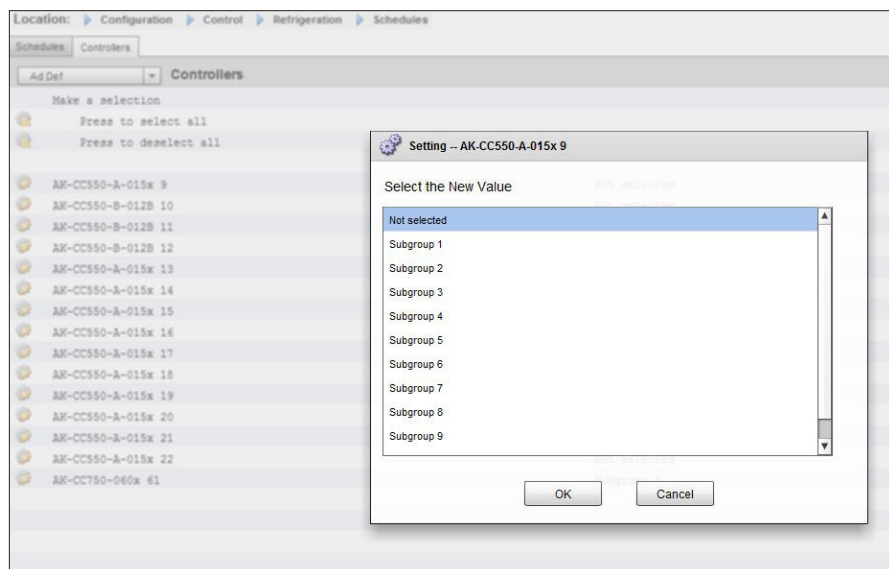 Location: Configuration Control Refrigeration Schedules
Schedules Controllers
Ad Def Controllers
Make a selection
Press to select all
Press to deselect all
Setting -- AK-CC550-A-015x 9
Select the New Value
Not selected
Subgroup 1
Subgroup 2
Subgroup 3
Subgroup 4
Subgroup 5
Subgroup 6
Subgroup 7
Subgroup 8
Subgroup 9
OK Cancel
AK-CC550-A-015x 9
AK-CC550-B-012B 10
AK-CC550-B-012B 11
AK-CC550-B-012B 12
AK-CC550-A-015x 13
AK-CC550-A-015x 14
AK-CC550-A-015x 15
AK-CC550-A-015x 16
AK-CC550-A-015x 17
AK-CC550-A-015x 18
AK-CC550-A-015x 19
AK-CC550-A-015x 20
AK-CC550-A-015x 21
AK-CC550-A-015x 22
AK-CC750-060x 61